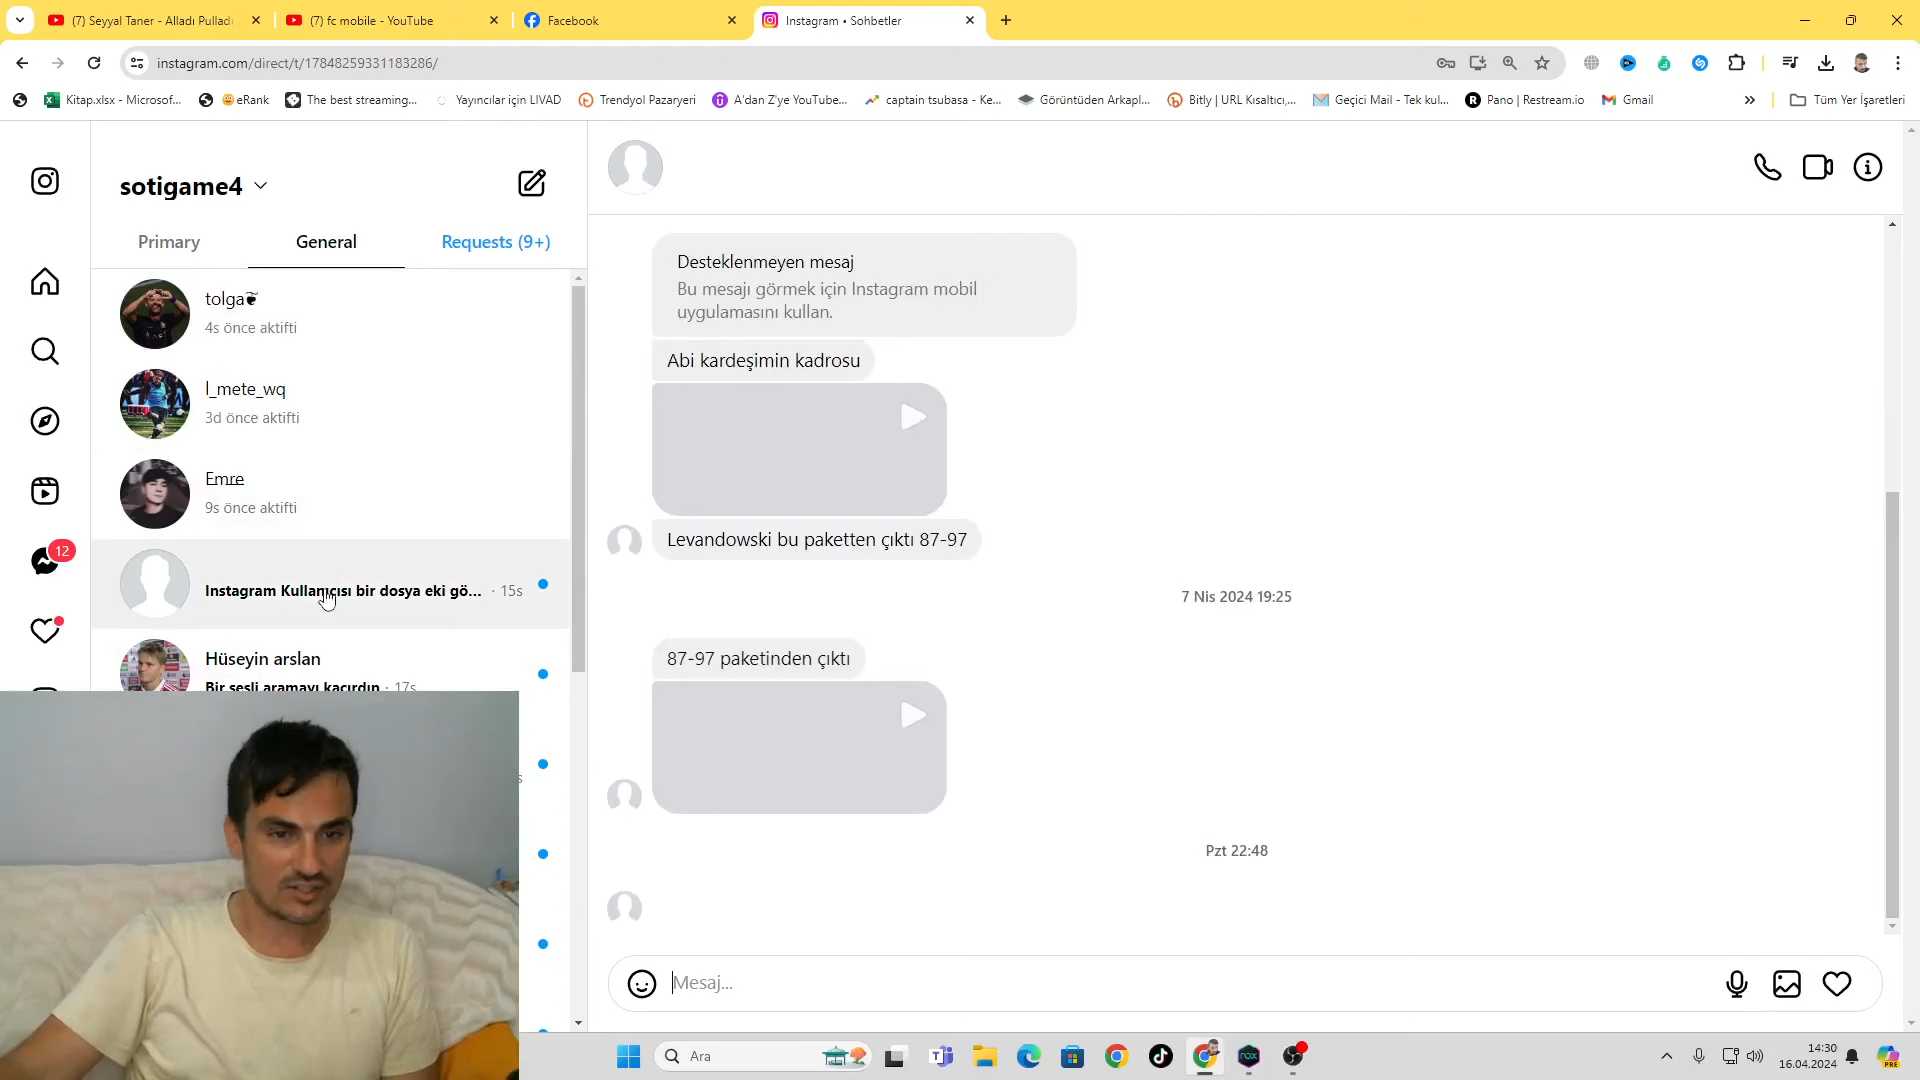 (7) Seyyal Taner - Alladı Pulladı
(7) fc mobile - YouTube
Facebook
Instagram • Sohbetler
instagram.com/direct/t/17848259331183286/
Kitap.xlsx - Microsof...
eRank
The best streaming...
Yayıncılar için LIVAD
Trendyol Pazaryeri
A'dan Z'ye YouTube...
captain tsubasa - Ke...
Görüntüden Arkapl...
Bitly | URL Kısaltıcı,...
Geçici Mail - Tek kul...
Pano | Restream.io
Gmail
Tüm Yer İşaretleri
sotigame4
Primary
General
Requests (9+)
tolga
4s önce aktifti
l_mete_wq
3d önce aktifti
Emre
9s önce aktifti
Instagram Kullanıcısı bir dosya eki gö... · 15s
Hüseyin arslan
Bir sesli aramayı kaçırdın · 17s
12
Desteklenmeyen mesaj
Bu mesajı görmek için Instagram mobil
uygulamasını kullan.
Abi kardeşimin kadrosu
Levandowski bu paketten çıktı 87-97
7 Nis 2024 19:25
87-97 paketinden çıktı
Pzt 22:48
Mesaj...
Ara
nox
14:30
16.04.2024
PRE